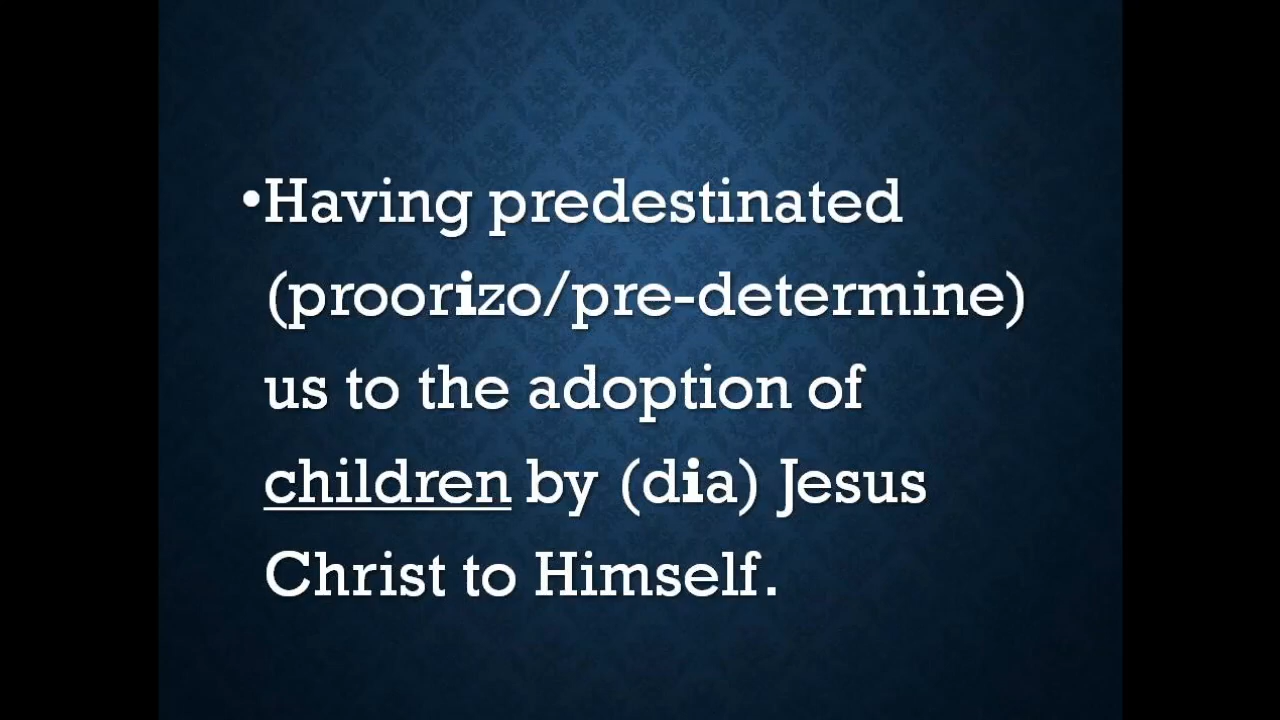 •Having predestinated
(proorizo/pre-determine)
us to the adoption of
children by (dia) Jesus
Christ to Himself.